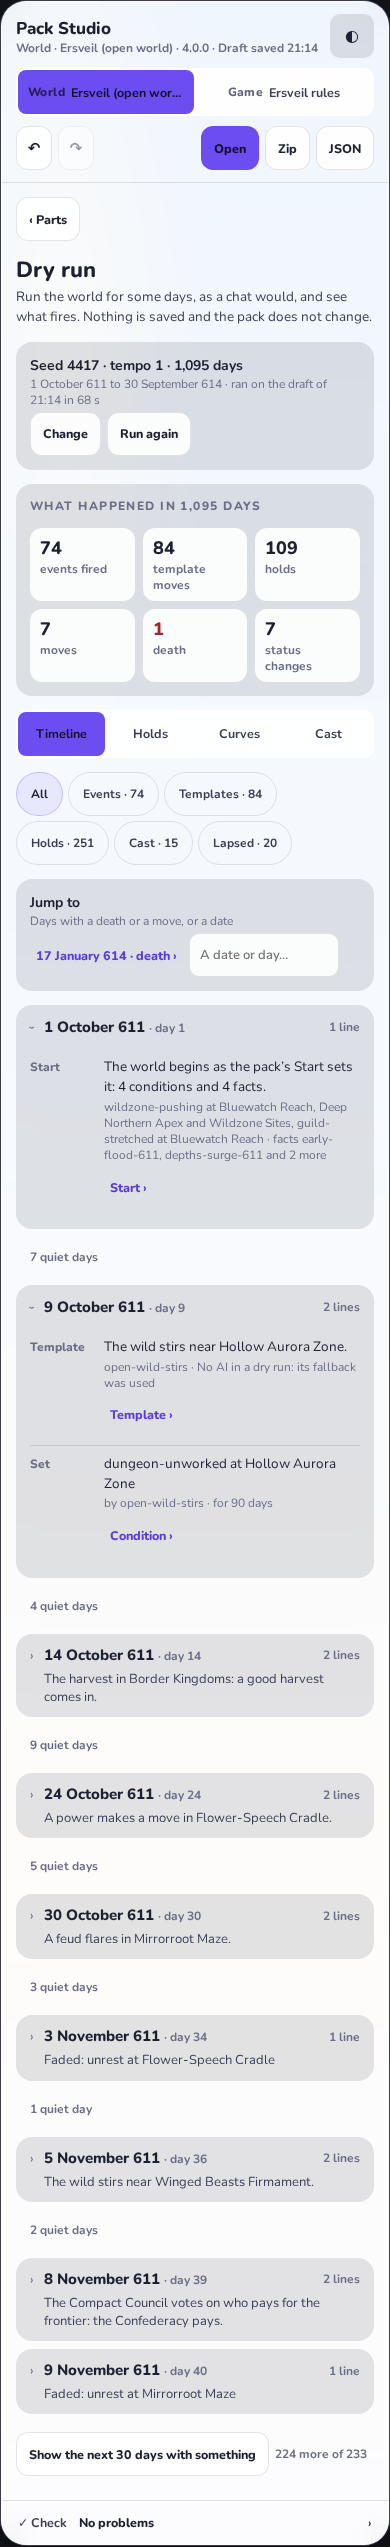 Pack Studio
World · Ersveil (open world) · 4.0.0 · Draft saved 21:14
World Ersveil (open wor...
Game Ersveil rules
Open
Zip
JSON
‹ Parts
Dry run
Run the world for some days, as a chat would, and see
what fires. Nothing is saved and the pack does not change.
Seed 4417 · tempo 1 · 1,095 days
1 October 611 to 30 September 614 · ran on the draft of
21:14 in 68 s
Change
Run again
WHAT HAPPENED IN 1,095 DAYS
74
events fired
84
template
moves
109
holds
7
moves
1
death
7
status
changes
Timeline
Holds
Curves
Cast
All
Events · 74
Templates · 84
Holds · 251
Cast · 15
Lapsed · 20
Jump to
Days with a death or a move, or a date
17 January 614 · death ›
A date or day...
1 October 611 · day 1
1 line
Start
The world begins as the pack’s Start sets
it: 4 conditions and 4 facts.
wildzone-pushing at Bluewatch Reach, Deep
Northern Apex and Wildzone Sites, guild-
stretched at Bluewatch Reach · facts early-
flood-611, depths-surge-611 and 2 more
Start ›
7 quiet days
9 October 611 · day 9
2 lines
Template
The wild stirs near Hollow Aurora Zone.
open-wild-stirs · No AI in a dry run: its fallback
was used
Template ›
Set
dungeon-unworked at Hollow Aurora
Zone
by open-wild-stirs · for 90 days
Condition ›
4 quiet days
› 14 October 611 · day 14
2 lines
The harvest in Border Kingdoms: a good harvest
comes in.
9 quiet days
› 24 October 611 · day 24
2 lines
A power makes a move in Flower-Speech Cradle.
5 quiet days
› 30 October 611 · day 30
2 lines
A feud flares in Mirrorroot Maze.
3 quiet days
› 3 November 611 · day 34
1 line
Faded: unrest at Flower-Speech Cradle
1 quiet day
› 5 November 611 · day 36
2 lines
The wild stirs near Winged Beasts Firmament.
2 quiet days
› 8 November 611 · day 39
2 lines
The Compact Council votes on who pays for the
frontier: the Confederacy pays.
› 9 November 611 · day 40
1 line
Faded: unrest at Mirrorroot Maze
Show the next 30 days with something
224 more of 233
✓ Check No problems ›